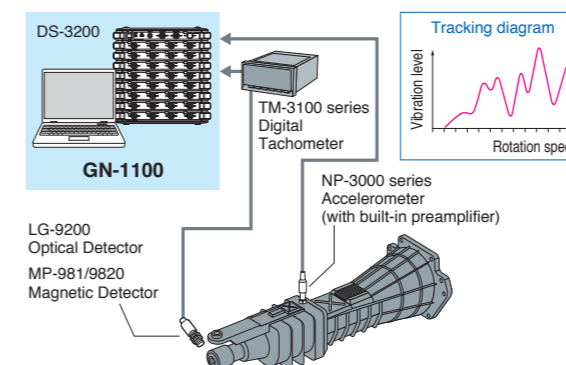 DS-3200
GN-1100
TM-3100 series
Digital
Tachometer
Tracking diagram
Vibration level
Rotation
NP-3000 series
Accelerometer
(with built-in preamplifier)
LG-9200
Optical Detector
MP-981/9820
Magnetic Detector